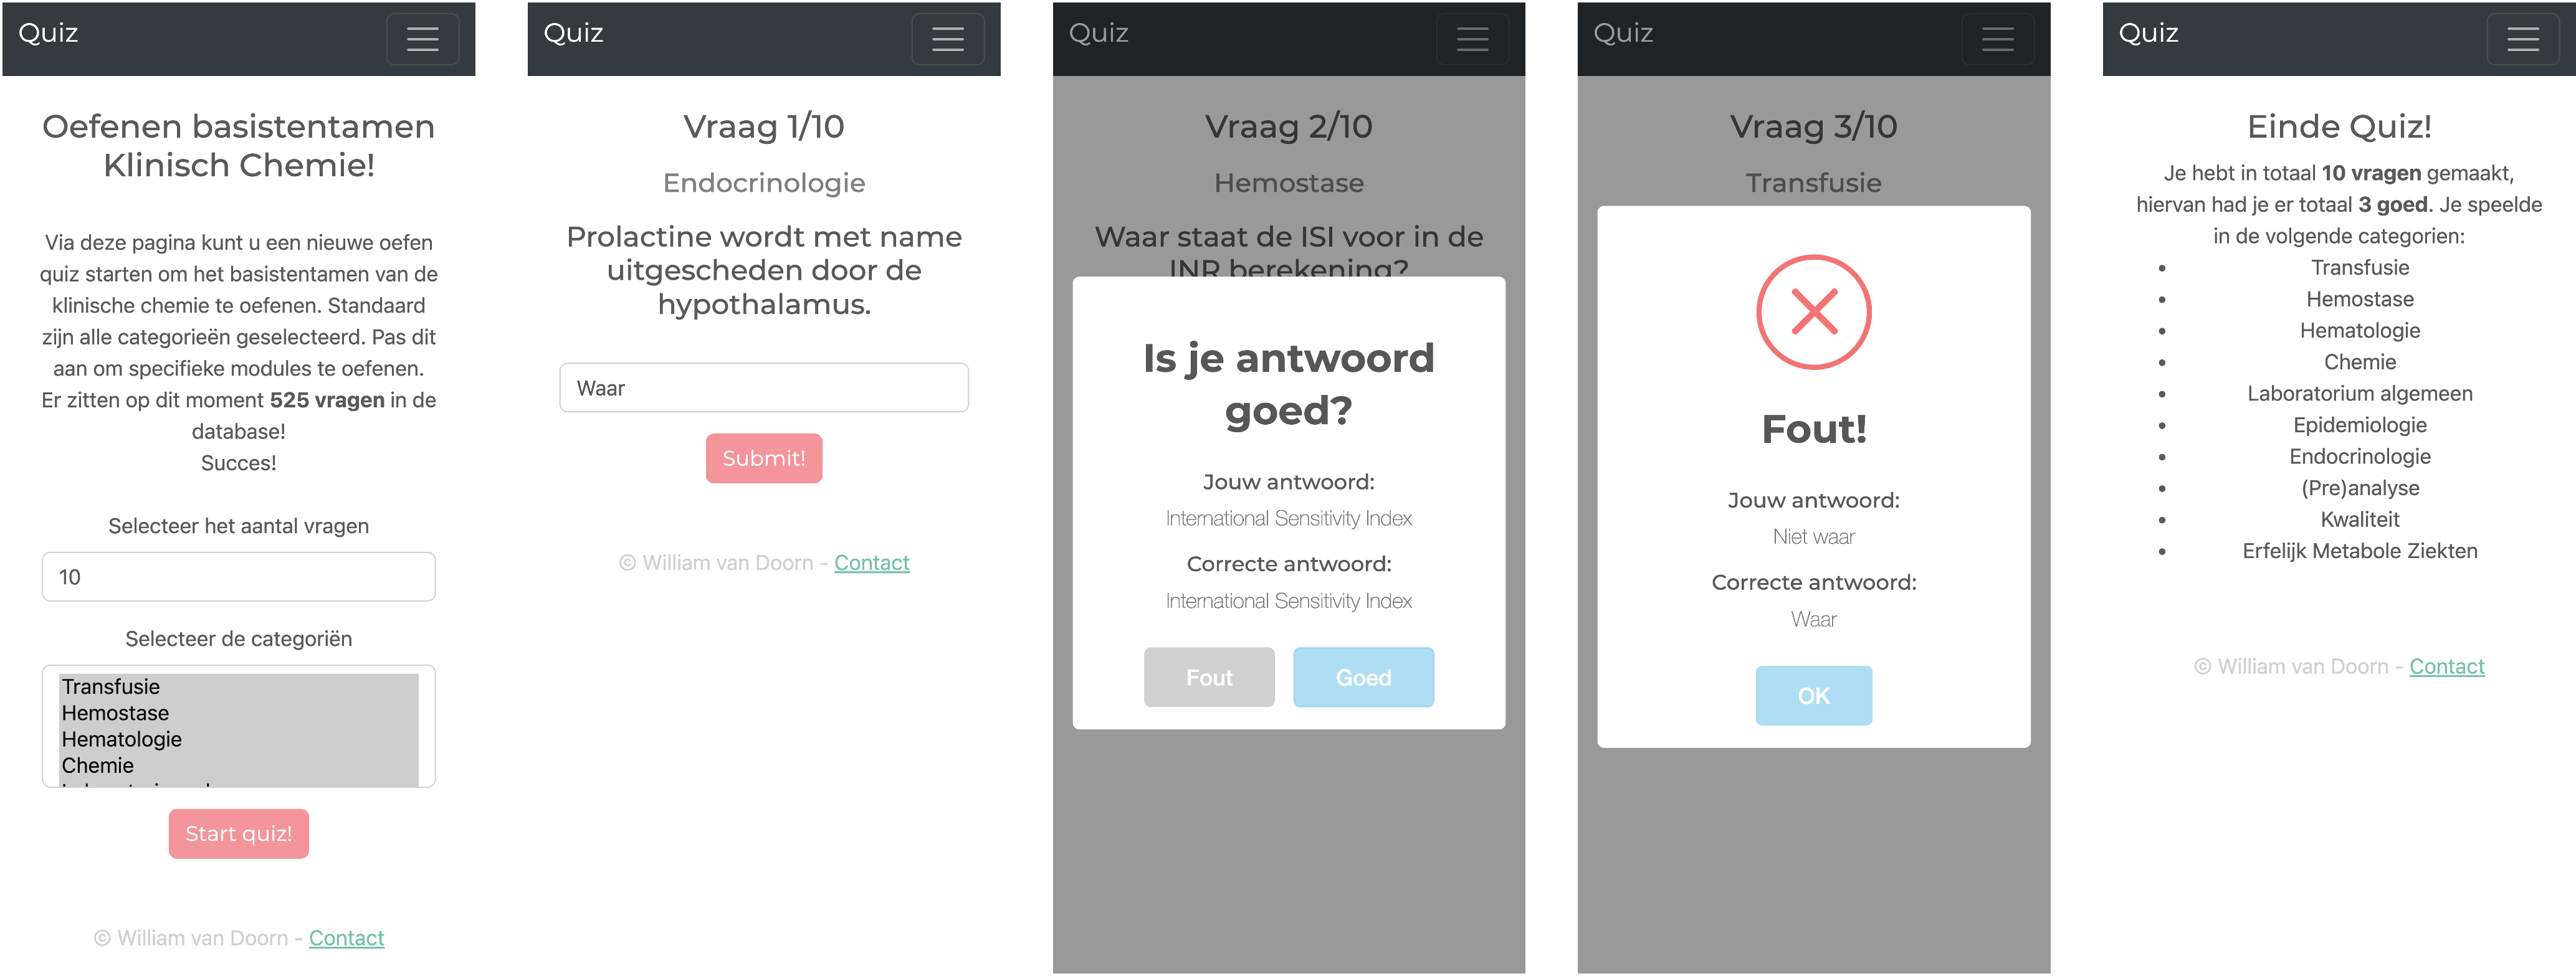 Quiz
Oefenen basistentamen
Klinisch Chemie!
Via deze pagina kunt u een nieuwe oefen
quiz starten om het basistentamen van de
klinische chemie te oefenen. Standaard
zijn alle categorieën geselecteerd. Pas dit
aan om specifieke modules te oefenen.
Er zitten op dit moment 525 vragen in de
database!
Succes!
Selecteer het aantal vragen
10
Selecteer de categoriën
Transfusie
Hemostase
Hematologie
Chemie
Start quiz!
© William van Doorn - Contact
Quiz
Vraag 1/10
Endocrinologie
Prolactine wordt met name
uitgescheden door de
hypothalamus.
Waar
Submit!
© William van Doorn - Contact
Quiz
Vraag 2/10
Hemostase
Waar staat de ISI voor in de
INR berekening?
Is je antwoord
goed?
Jouw antwoord:
International Sensitivity Index
Correcte antwoord:
International Sensitivity Index
Fout Goed
Quiz
Vraag 3/10
Transfusie
Fout!
Jouw antwoord:
Niet waar
Correcte antwoord:
Waar
OK
Quiz
Einde Quiz!
Je hebt in totaal 10 vragen gemaakt,
hiervan had je er totaal 3 goed. Je speelde
in de volgende categorien:
• Transfusie
• Hemostase
• Hematologie
• Chemie
• Laboratorium algemeen
• Epidemiologie
• Endocrinologie
• (Pre)analyse
• Kwaliteit
• Erfelijk Metabole Ziekten
© William van Doorn - Contact